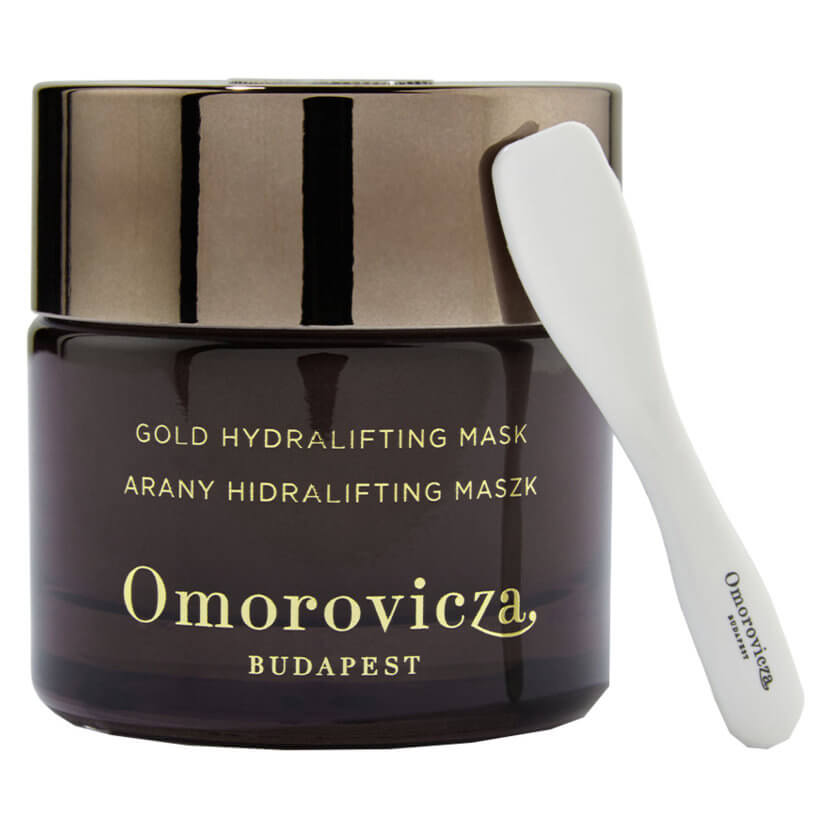 GOLD HYDRALIFTING MASK
ARANY HIDRALIFTING MASZK
Omorovicza
BUDAPEST
Omorovicza
BUDAPEST